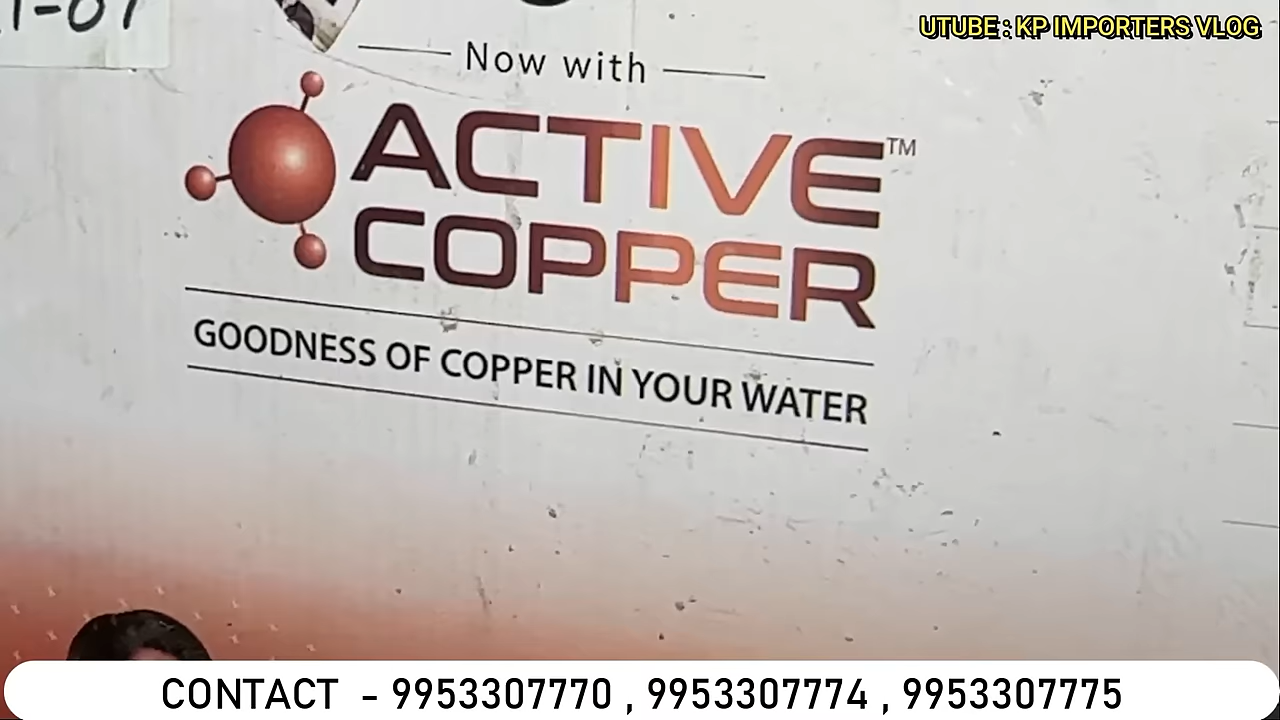 UTUBE : KP IMPORTERS VLOG
Now with
ACTIVE™
COPPER
GOODNESS OF COPPER IN YOUR WATER
CONTACT - 9953307770 , 9953307774 , 9953307775